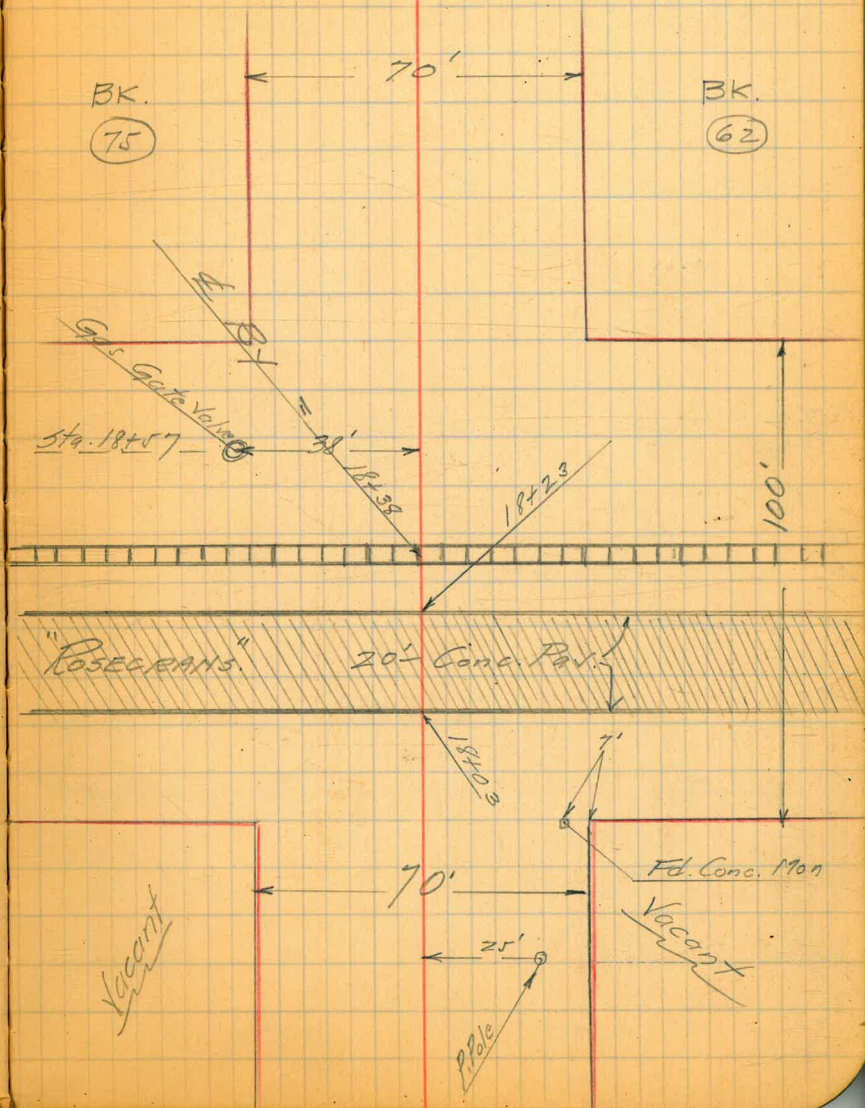 70'
BK.
75
BK.
62
℄ Ry = 18+38
Gas Gate Valve
Sta. 18+57
38'
18+23
100'
"ROSECRANS."
20' Conc. Pav.
18+03
7'
Fd. Conc. Mon
70'
Vacant
Vacant
25'
P.Pole